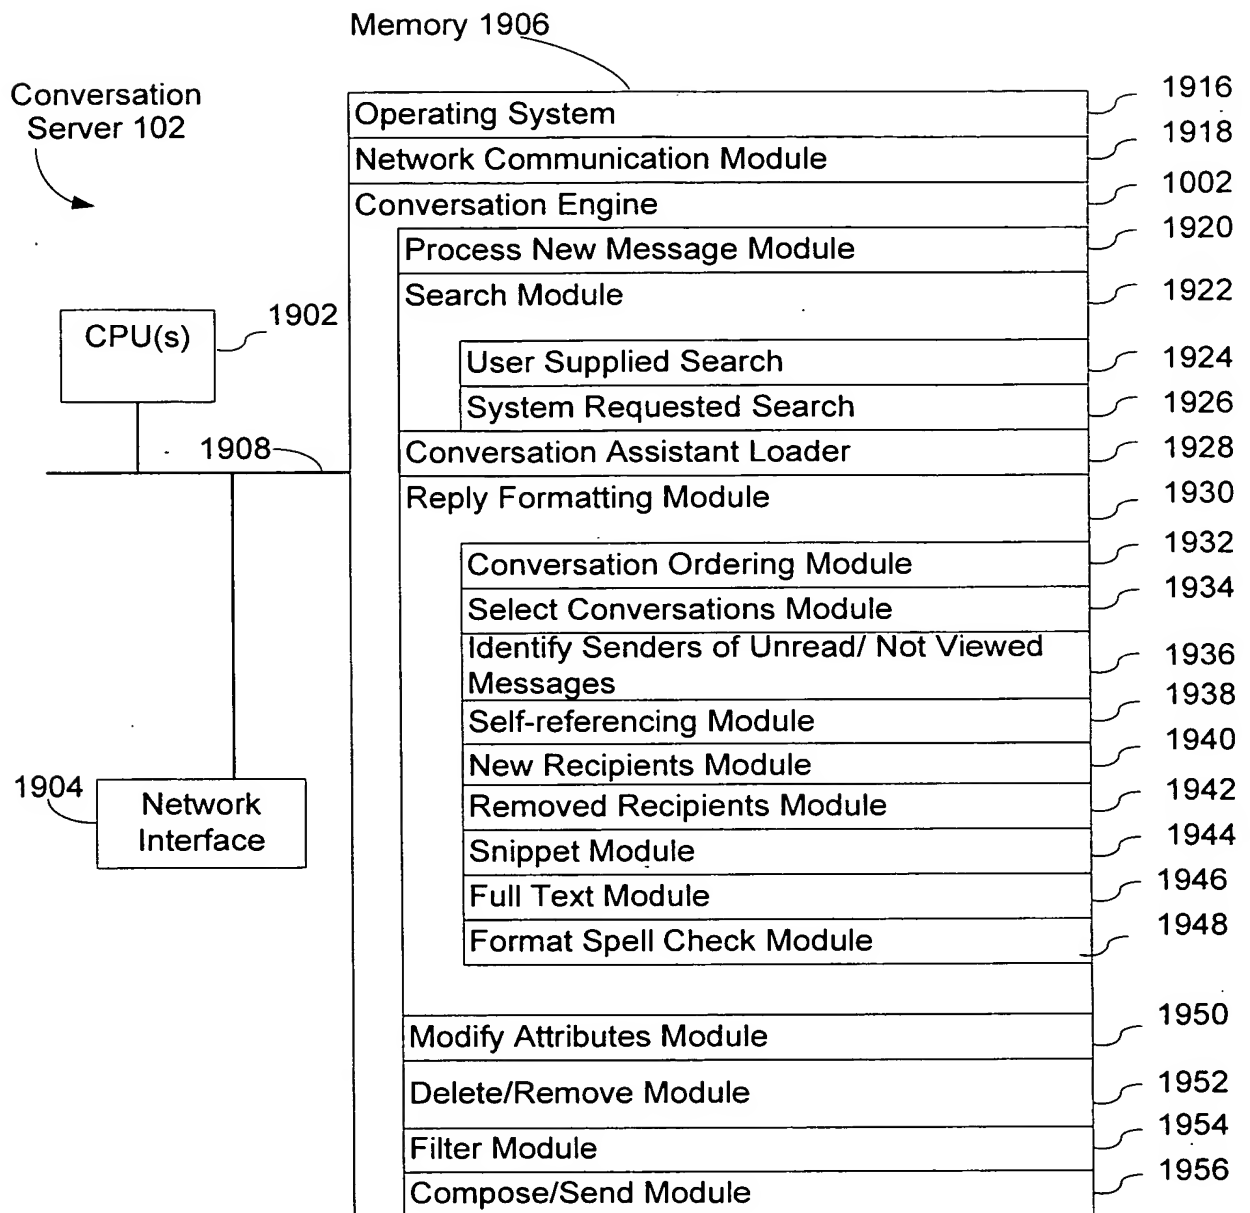 Memory 1906
Conversation
Server 102
Operating System
1916
Network Communication Module
1918
Conversation Engine
1002
Process New Message Module
1920
Search Module
1922
CPU(s)
1902
User Supplied Search
1924
System Requested Search
1926
1908
Conversation Assistant Loader
1928
Reply Formatting Module
1930
Conversation Ordering Module
1932
Select Conversations Module
1934
Identify Senders of Unread/ Not Viewed
Messages
1936
Self-referencing Module
1938
New Recipients Module
1940
1904
Network
Interface
Removed Recipients Module
1942
Snippet Module
1944
Full Text Module
1946
Format Spell Check Module
1948
Modify Attributes Module
1950
Delete/Remove Module
1952
Filter Module
1954
Compose/Send Module
1956